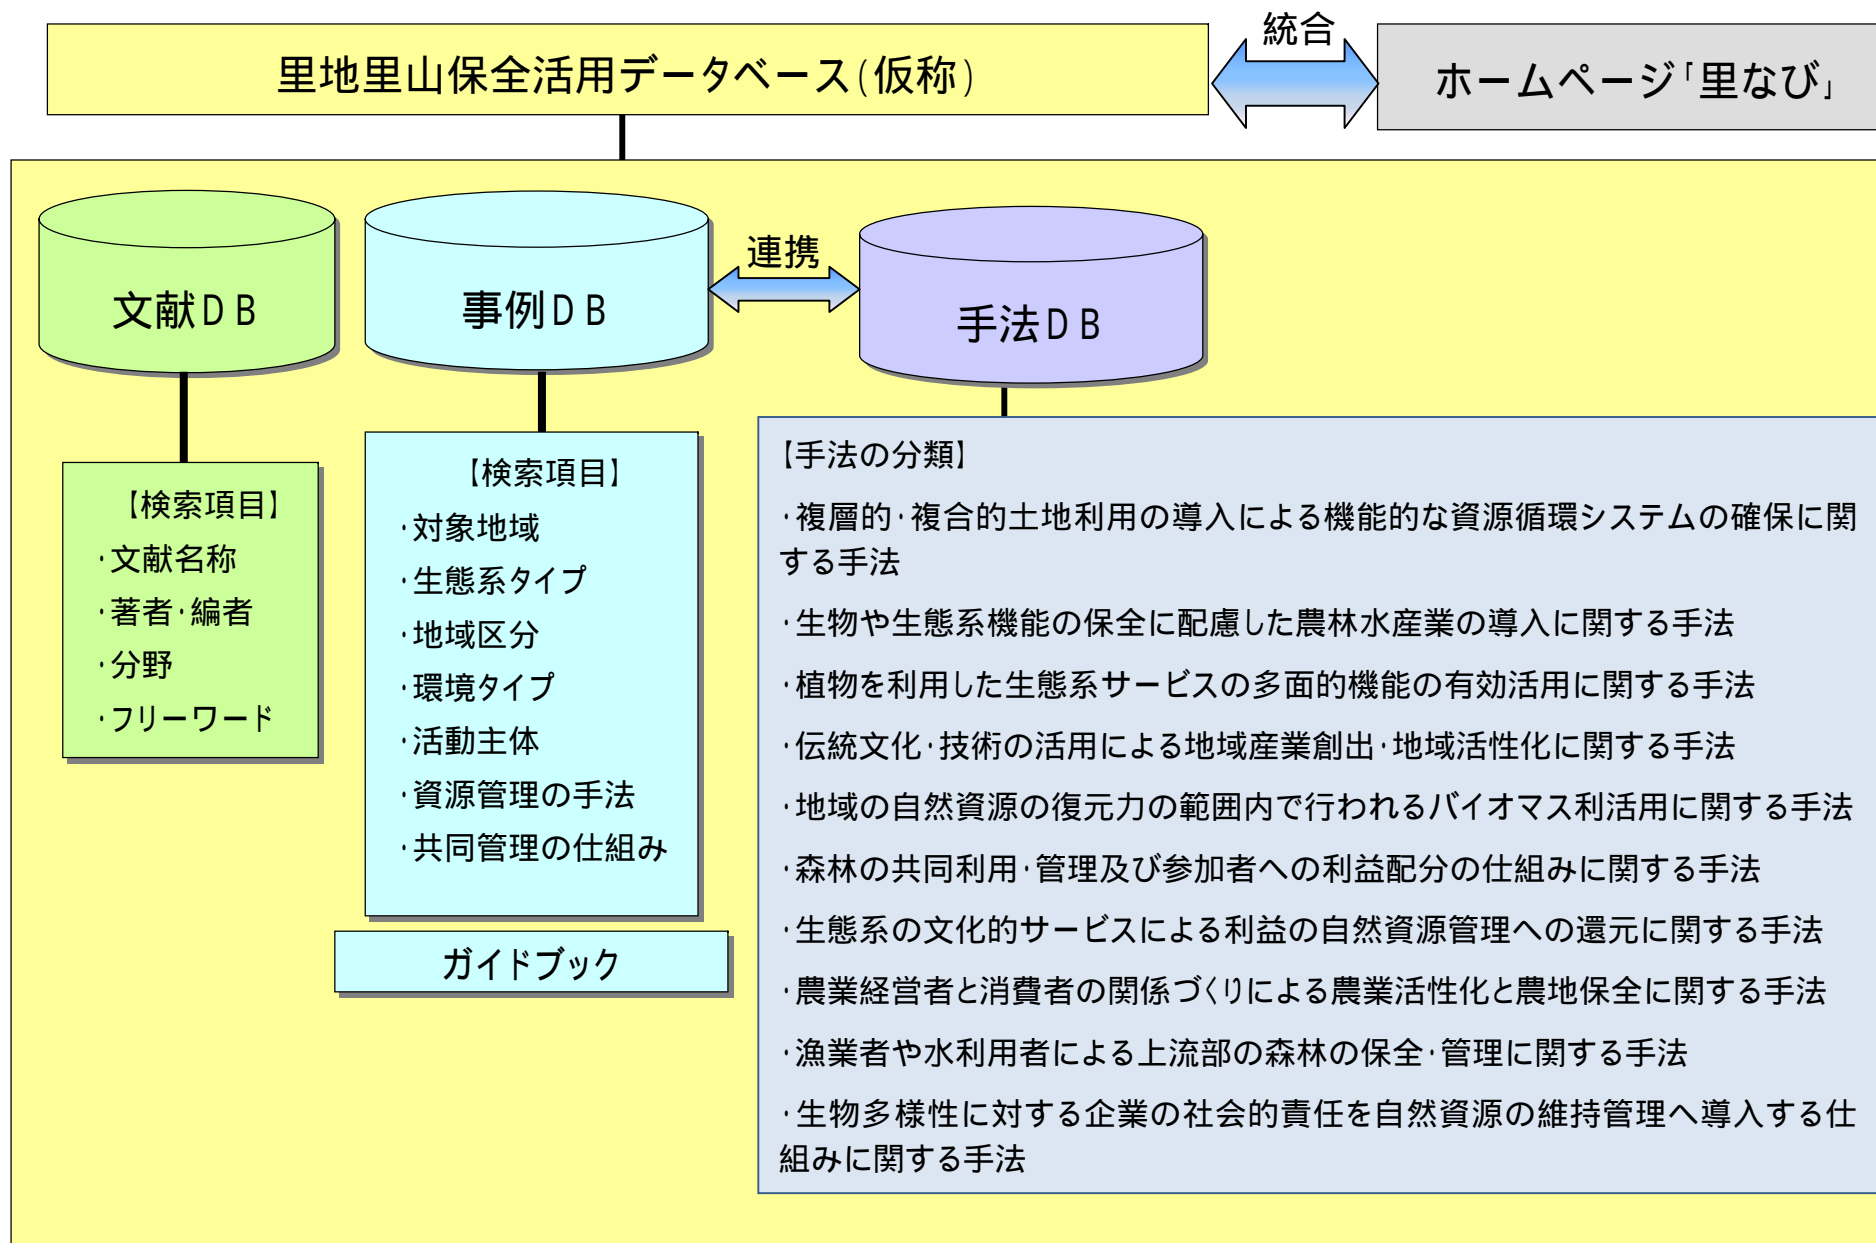 里地里山保全活用データベース(仮称)
統合
ホームページ｢里なび｣
文献DB
事例DB
連携
手法DB
【検索項目】
･文献名称
･著者･編者
･分野
･フリーワード
【検索項目】
･対象地域
･生態系タイプ
･地域区分
･環境タイプ
･活動主体
･資源管理の手法
･共同管理の仕組み
ガイドブック
【手法の分類】
･複層的･複合的土地利用の導入による機能的な資源循環システムの確保に関
する手法
･生物や生態系機能の保全に配慮した農林水産業の導入に関する手法
･植物を利用した生態系サービスの多面的機能の有効活用に関する手法
･伝統文化･技術の活用による地域産業創出･地域活性化に関する手法
･地域の自然資源の復元力の範囲内で行われるバイオマス利活用に関する手法
･森林の共同利用･管理及び参加者への利益配分の仕組みに関する手法
･生態系の文化的サービスによる利益の自然資源管理への還元に関する手法
･農業経営者と消費者の関係づくりによる農業活性化と農地保全に関する手法
･漁業者や水利用者による上流部の森林の保全･管理に関する手法
･生物多様性に対する企業の社会的責任を自然資源の維持管理へ導入する仕
組みに関する手法